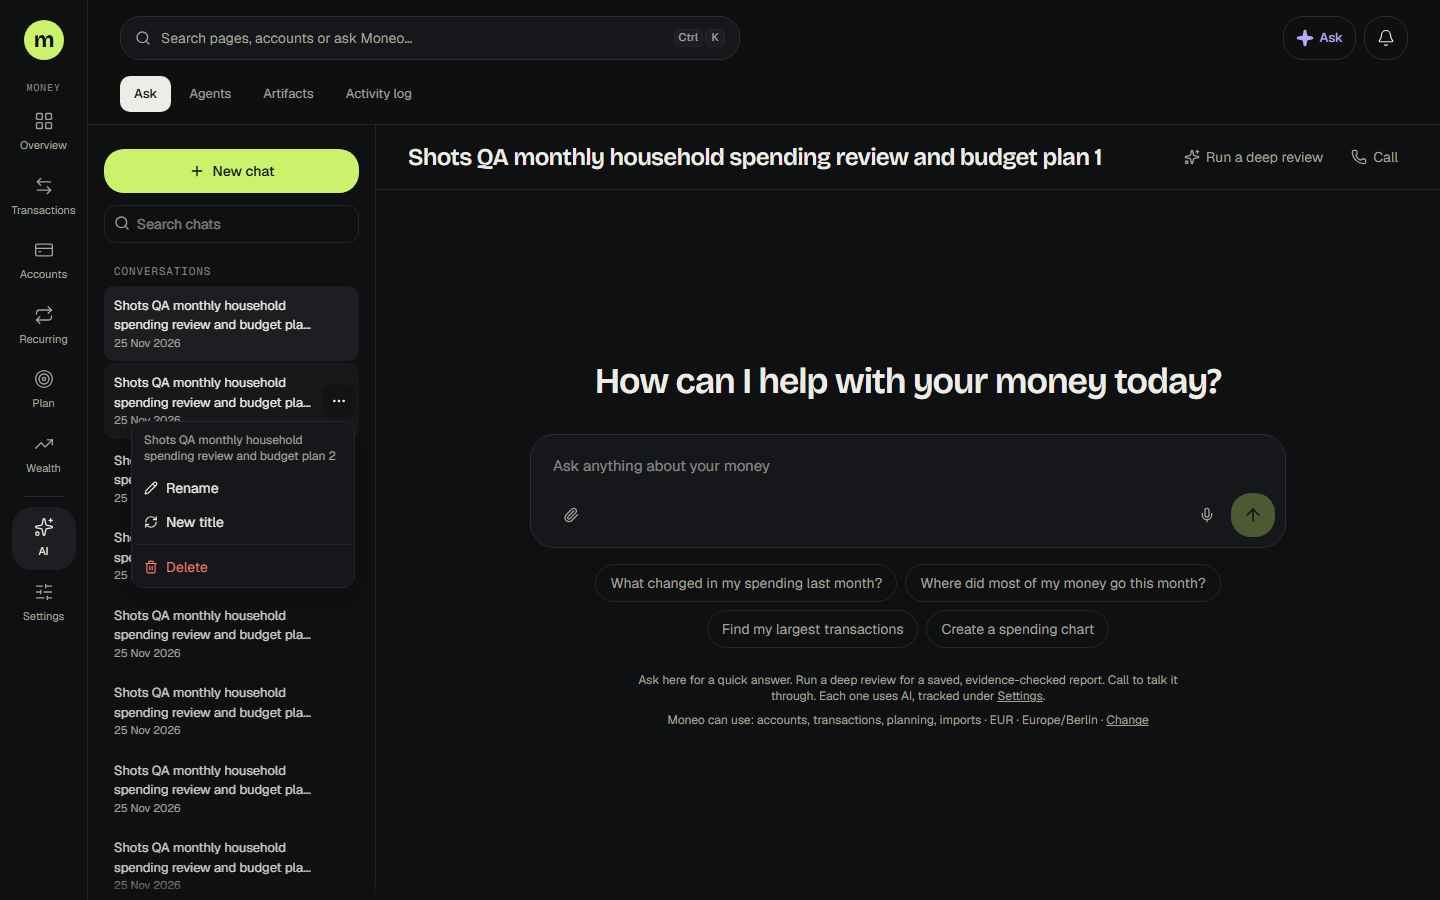 m
Search pages, accounts or ask Moneo...
Ctrl K
Ask
MONEY
Overview
Transactions
Accounts
Recurring
Plan
Wealth
AI
Settings
Ask
Agents
Artifacts
Activity log
New chat
Search chats
CONVERSATIONS
Shots QA monthly household
spending review and budget pla...
25 Nov 2026
Shots QA monthly household
spending review and budget pla...
25 Nov 2026
Shots QA monthly household
spending review and budget plan 2
Rename
New title
Delete
Sh
spe
25
Sh
spe
25
Shots QA monthly household
spending review and budget pla...
25 Nov 2026
Shots QA monthly household
spending review and budget pla...
25 Nov 2026
Shots QA monthly household
spending review and budget pla...
25 Nov 2026
Shots QA monthly household
spending review and budget pla...
25 Nov 2026
Shots QA monthly household spending review and budget plan 1
Run a deep review
Call
How can I help with your money today?
Ask anything about your money
What changed in my spending last month?
Where did most of my money go this month?
Find my largest transactions
Create a spending chart
Ask here for a quick answer. Run a deep review for a saved, evidence-checked report. Call to talk it
through. Each one uses AI, tracked under Settings.
Moneo can use: accounts, transactions, planning, imports · EUR · Europe/Berlin · Change